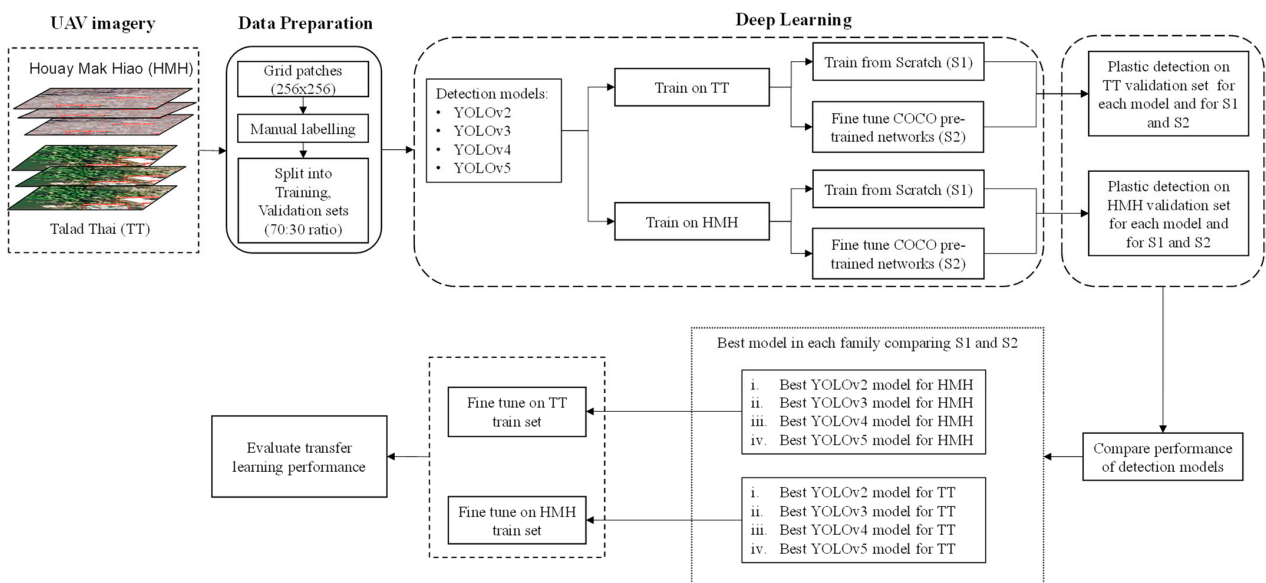 UAV imagery
Houay Mak Hiao (HMH)
Talad Thai (TT)
Data Preparation
Grid patches
(256x256)
Manual labelling
Split into
Training,
Validation sets
(70:30 ratio)
Deep Learning
Detection models:
• YOLOv2
• YOLOv3
• YOLOv4
• YOLOv5
Train on TT
Train on HMH
Train from Scratch (S1)
Fine tune COCO pre-
trained networks (S2)
Train from Scratch (S1)
Fine tune COCO pre-
trained networks (S2)
Plastic detection on
TT validation set for
each model and for S1
and S2
Plastic detection on
HMH validation set
for each model and
for S1 and S2
Compare performance
of detection models
Best model in each family comparing S1 and S2
i. Best YOLOv2 model for HMH
ii. Best YOLOv3 model for HMH
iii. Best YOLOv4 model for HMH
iv. Best YOLOv5 model for HMH
i. Best YOLOv2 model for TT
ii. Best YOLOv3 model for TT
iii. Best YOLOv4 model for TT
iv. Best YOLOv5 model for TT
Fine tune on TT
train set
Fine tune on HMH
train set
Evaluate transfer
learning performance